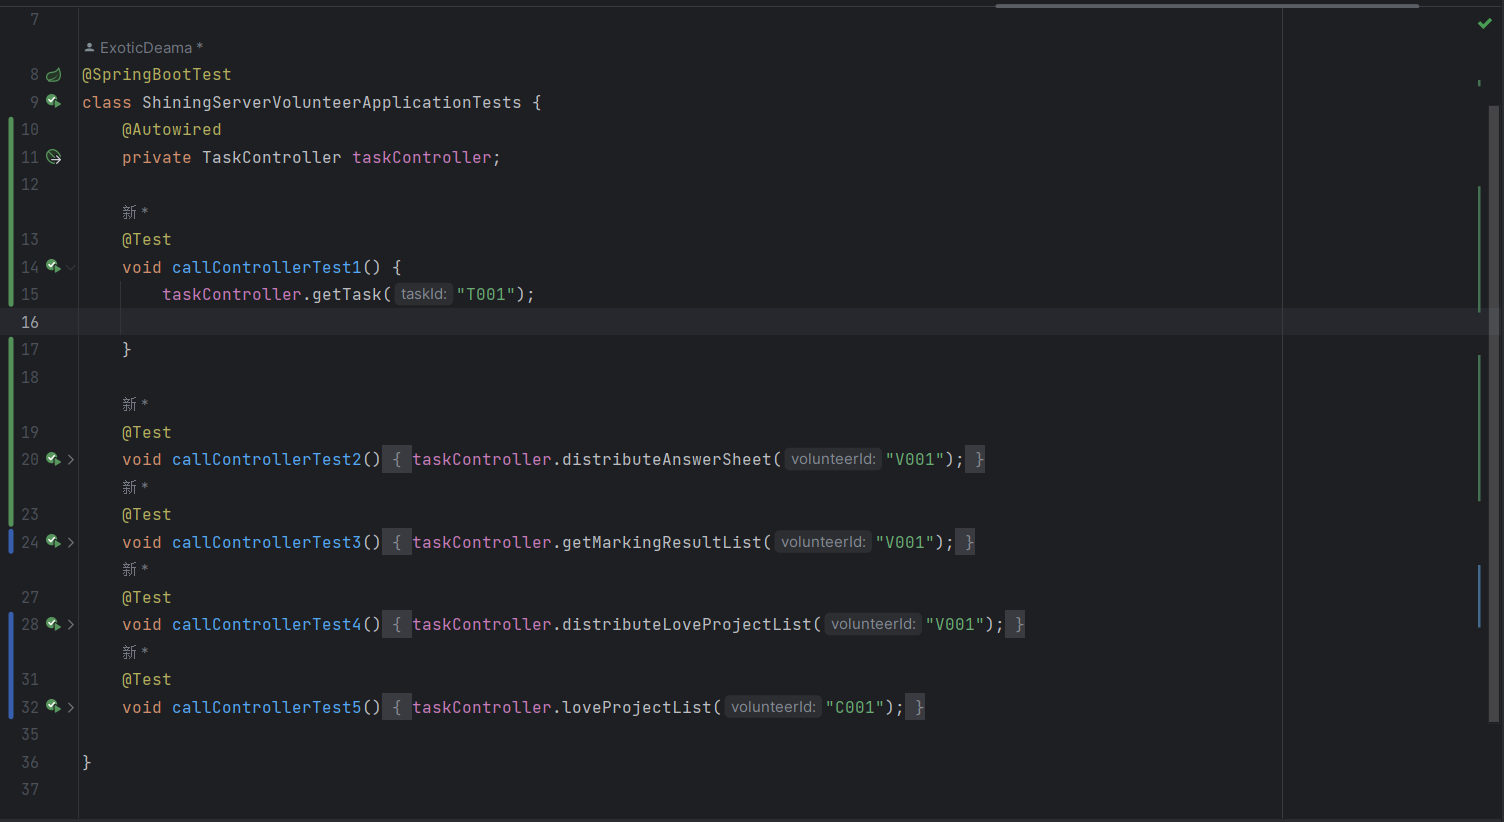 7
ExoticDeama *
8 @SpringBootTest
9 class ShiningServerVolunteerApplicationTests {
10 @Autowired
11 private TaskController taskController;
12
新 *
13 @Test
14 void callControllerTest1() {
15 taskController.getTask( taskId: "T001");
16
17 }
18
新 *
19 @Test
20 void callControllerTest2() { taskController.distributeAnswerSheet( volunteerId: "V001"); }
新 *
23 @Test
24 void callControllerTest3() { taskController.getMarkingResultList( volunteerId: "V001"); }
新 *
27 @Test
28 void callControllerTest4() { taskController.distributeLoveProjectList( volunteerId: "V001"); }
新 *
31 @Test
32 void callControllerTest5() { taskController.loveProjectList( volunteerId: "C001"); }
35
36 }
37